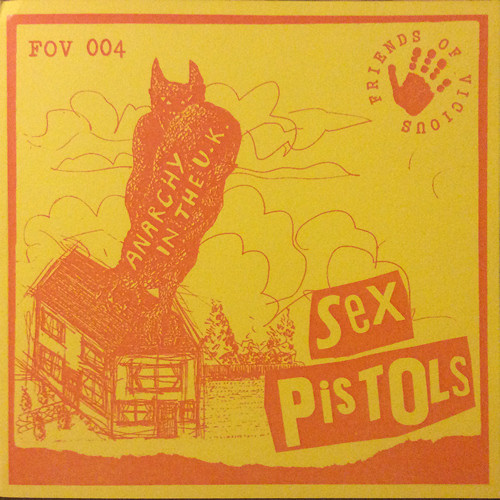 FOV 004
FRIENDS OF VICIOUS
ANARCHY
IN THE U.K.
SeX
PisTOLs